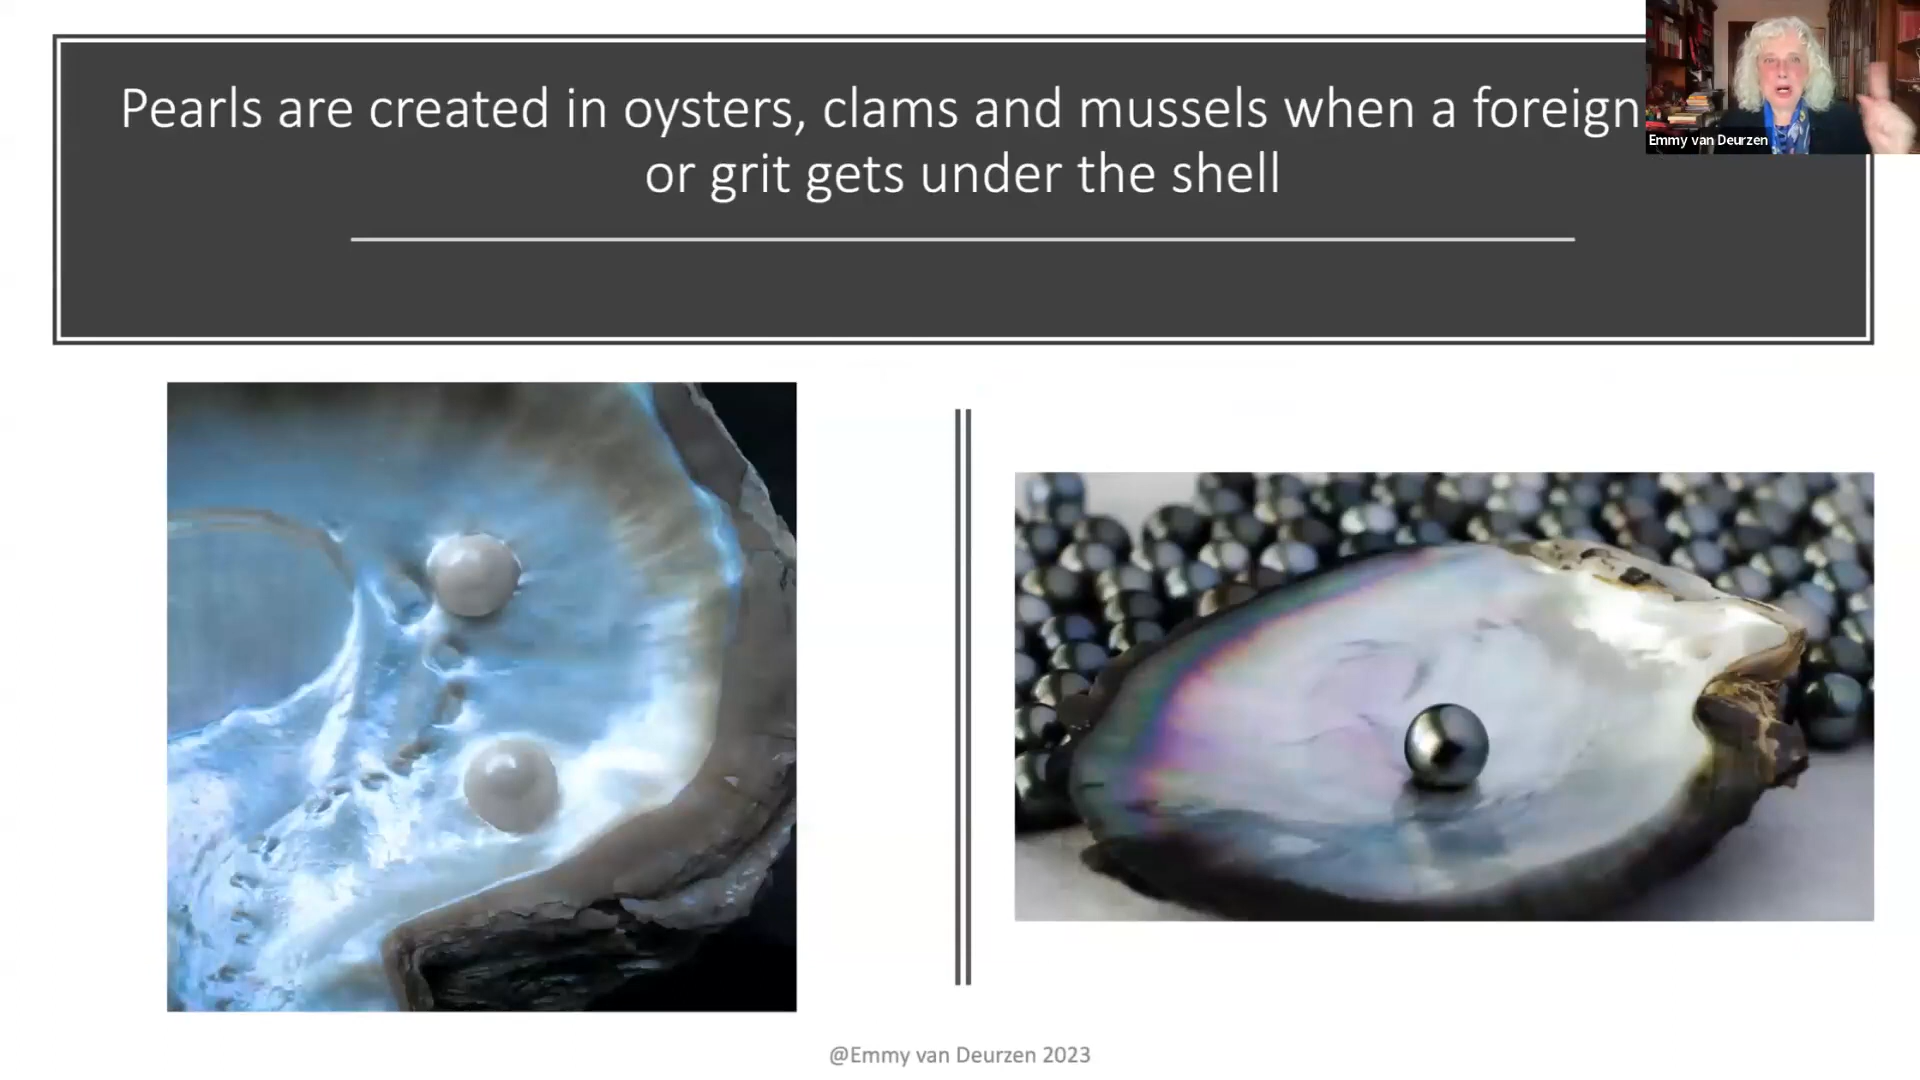 Pearls are created in oysters, clams and mussels when a foreign
or grit gets under the shell
Emmy van Deurzen
@Emmy van Deurzen 2023